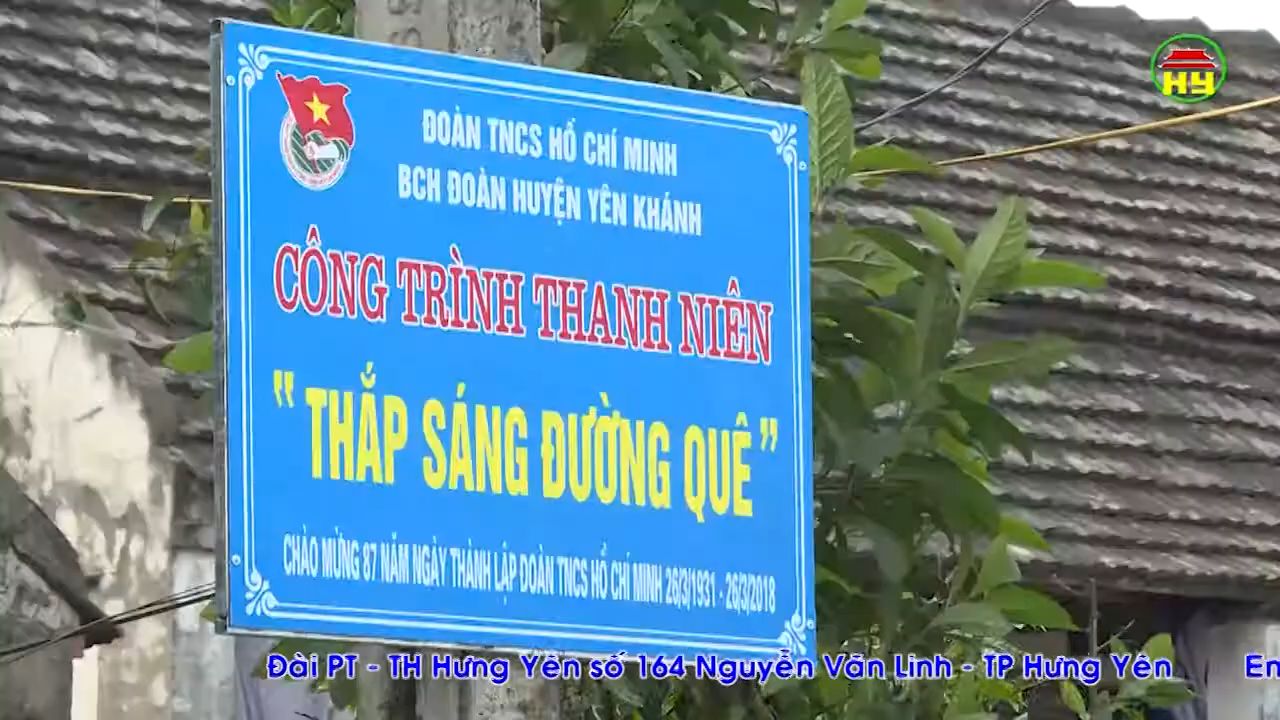 HY
ĐOÀN TNCS HỒ CHÍ MINH
BCH ĐOÀN HUYỆN YÊN KHÁNH
CÔNG TRÌNH THANH NIÊN
“ THẮP SÁNG ĐƯỜNG QUÊ ”
CHÀO MỪNG 87 NĂM NGÀY THÀNH LẬP ĐOÀN TNCS HỒ CHÍ MINH 26/3/1931 - 26/3/2018
Đài PT - TH Hưng Yên số 164 Nguyễn Văn Linh - TP Hưng Yên